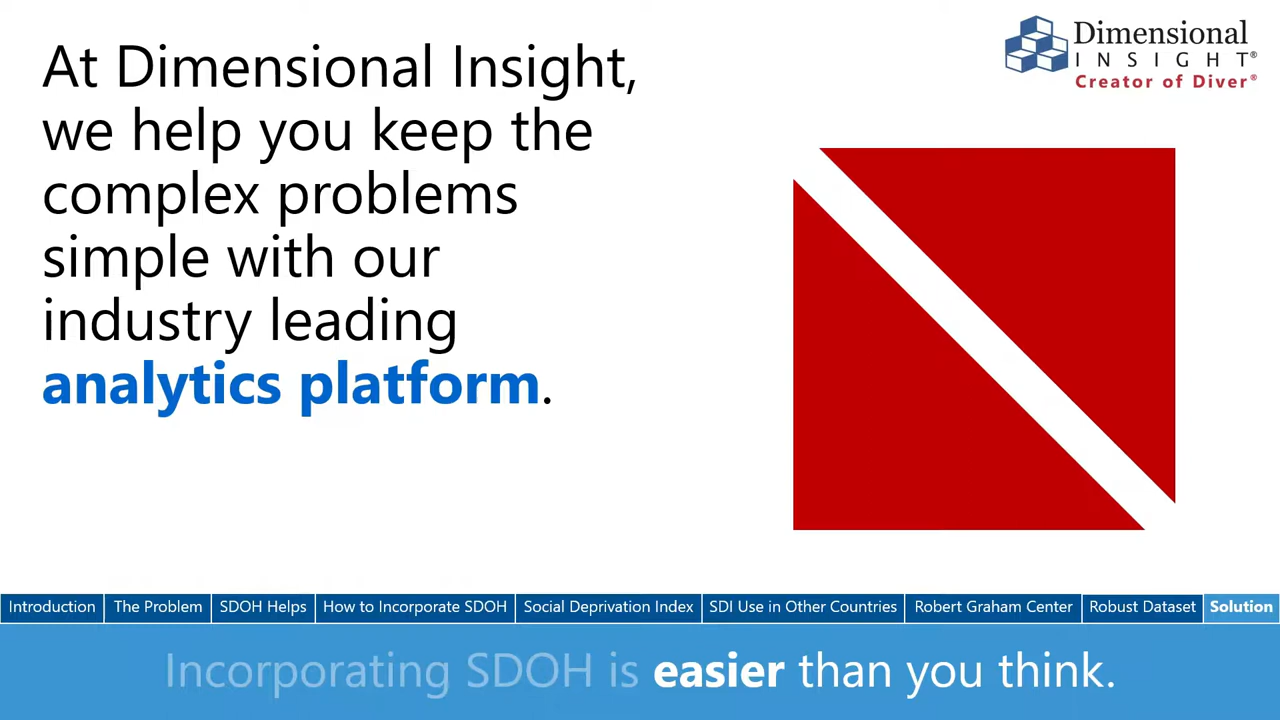 At Dimensional Insight,
we help you keep the
complex problems
simple with our
industry leading
analytics platform.
Dimensional
INSIGHT®
Creator of Diver®
Introduction
The Problem
SDOH Helps
How to Incorporate SDOH
Social Deprivation Index
SDI Use in Other Countries
Robert Graham Center
Robust Dataset
Solution
Incorporating SDOH is easier than you think.